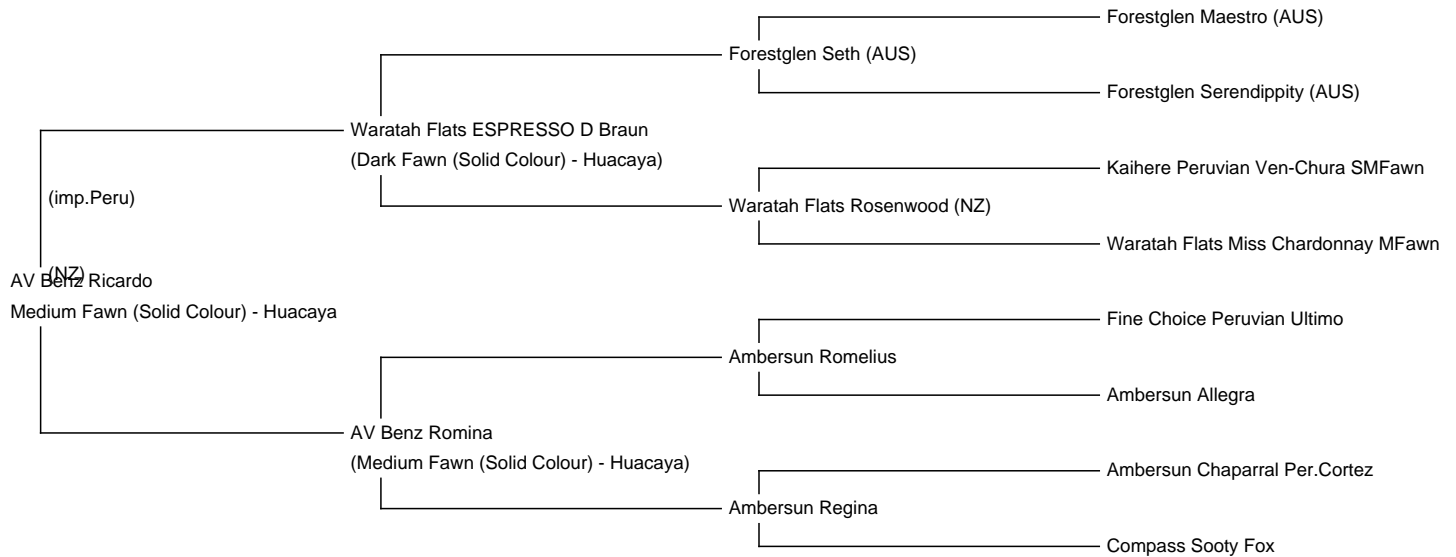 Forestglen Maestro (AUS)
Forestglen Seth (AUS)
Forestglen Serendippity (AUS)
Waratah Flats ESPRESSO D Braun
(Dark Fawn (Solid Colour) - Huacaya)
Kaihere Peruvian Ven-Chura SMFawn
(imp.Peru)
Waratah Flats Rosenwood (NZ)
Waratah Flats Miss Chardonnay MFawn
(NZ)
AV Benz Ricardo
Medium Fawn (Solid Colour) - Huacaya
Fine Choice Peruvian Ultimo
Ambersun Romelius
Ambersun Allegra
AV Benz Romina
(Medium Fawn (Solid Colour) - Huacaya)
Ambersun Chaparral Per.Cortez
Ambersun Regina
Compass Sooty Fox